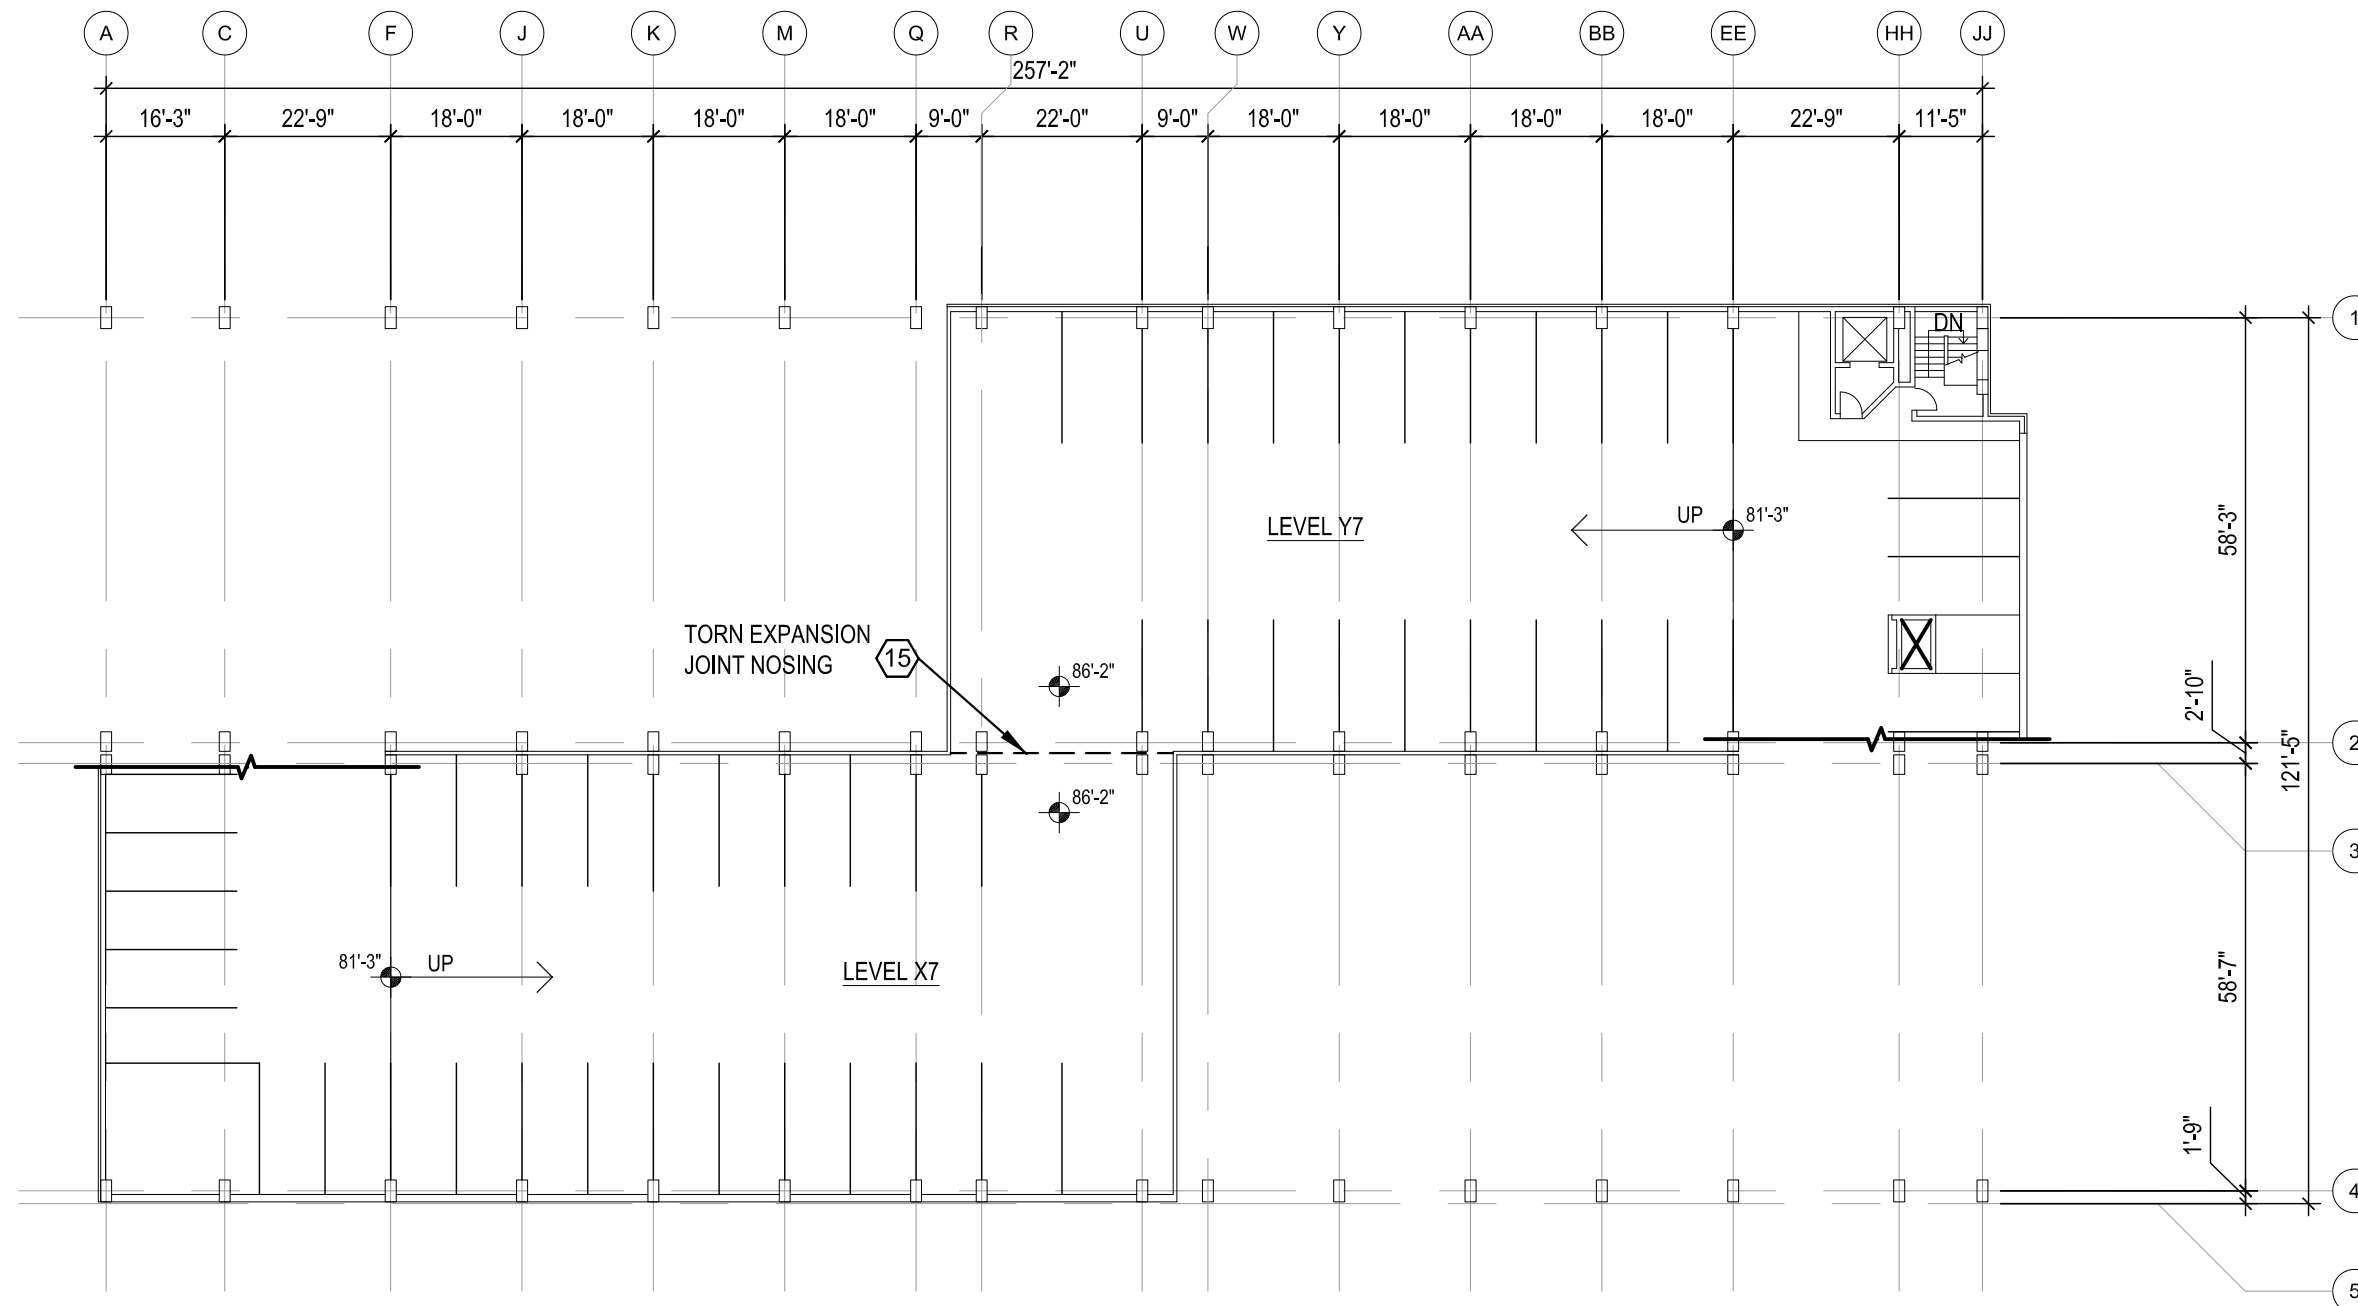 A C F J K M Q R U W Y AA BB EE HH JJ
257'-2"
16'-3" 22'-9" 18'-0" 18'-0" 18'-0" 18'-0" 9'-0" 22'-0" 9'-0" 18'-0" 18'-0" 18'-0" 18'-0" 22'-9" 11'-5"
1
DN
LEVEL Y7
UP 81'-3"
58'-3"
TORN EXPANSION
JOINT NOSING
15
86'-2"
2'-10"
2
121'-5"
86'-2"
3
81'-3" UP
LEVEL X7
58'-7"
1'-9"
4
5